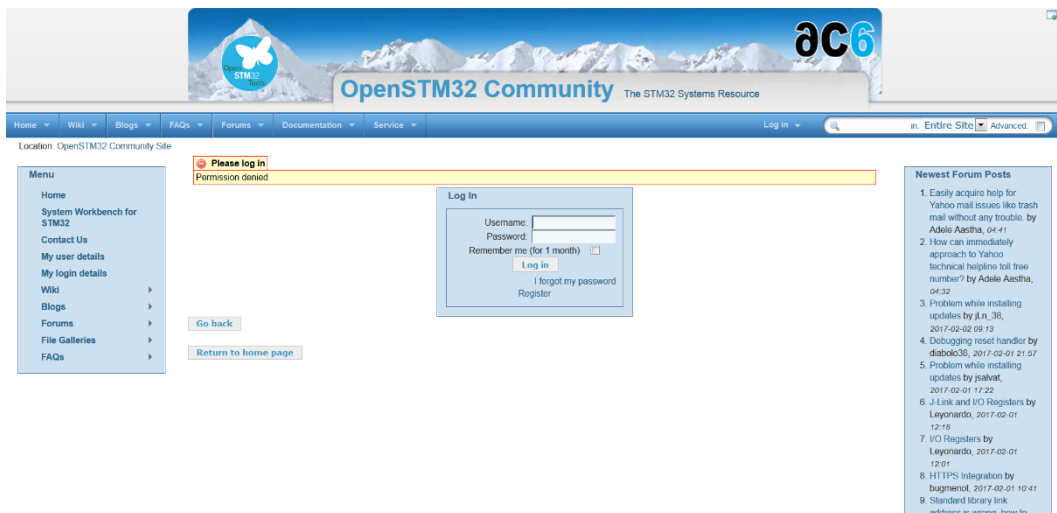 Open
STM32
Tools
ac6
OpenSTM32 Community The STM32 Systems Resource
Home Wiki Blogs FAQs Forums Documentation Service Log in in: Entire Site Advanced:
Location: OpenSTM32 Community Site
Menu
Home
System Workbench for
STM32
Contact Us
My user details
My login details
Wiki
Blogs
Forums
File Galleries
FAQs
Please log in
Permission denied
Log in
Username:
Password:
Remember me (for 1 month)
Log in
I forgot my password
Register
Go back
Return to home page
Newest Forum Posts
1. Easily acquire help for
Yahoo mail issues like trash
mail without any trouble. by
Adele Aastha, 04:41
2. How can immediately
approach to Yahoo
technical helpline toll free
number? by Adele Aastha,
04:32
3. Problem while installing
updates by jLn_38,
2017-02-02 09:13
4. Debugging reset handler by
diabolo38, 2017-02-01 21:57
5. Problem while installing
updates by jsalvat,
2017-02-01 17:22
6. J-Link and I/O Registers by
Leyonardo, 2017-02-01
12:18
7. I/O Registers by
Leyonardo, 2017-02-01
12:01
8. HTTPS Integration by
bugmenot, 2017-02-01 10:41
9. Standard library link
address is wrong, how to